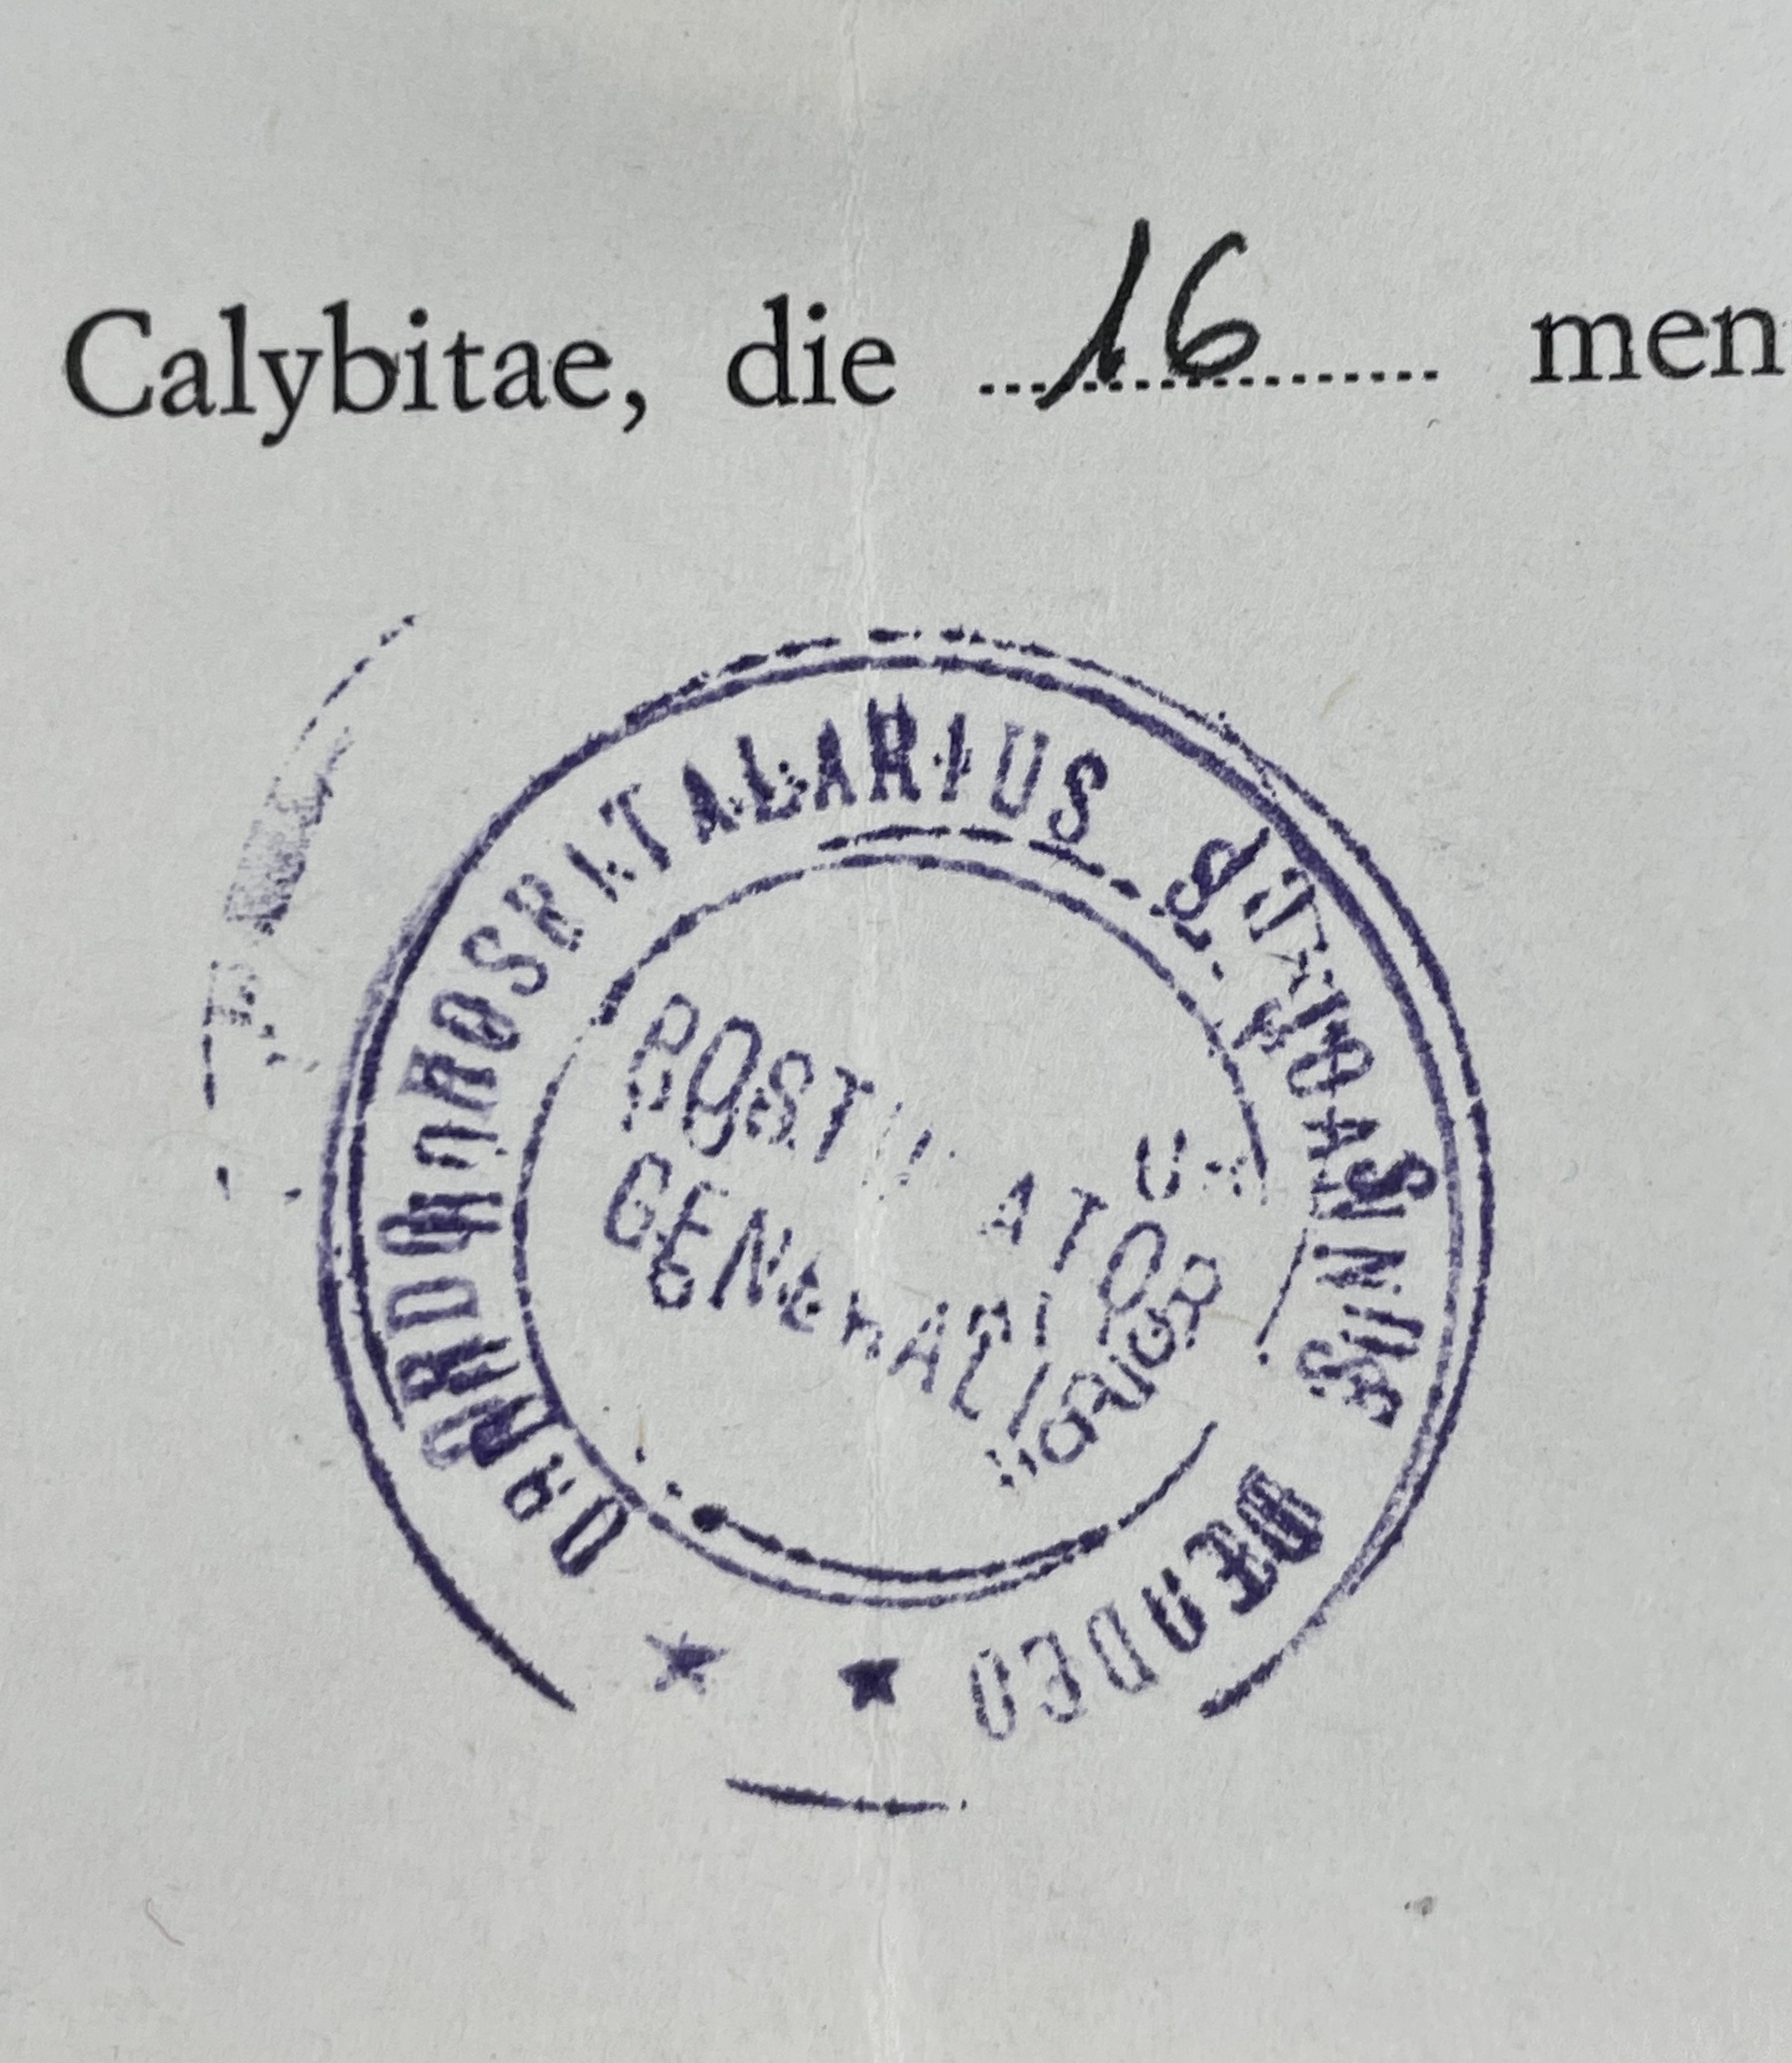 Calybitae, die 16 men
ORDO HOSPITALARIUS S. JOANNIS DE DEO
POSTULATOR
GENERALIS